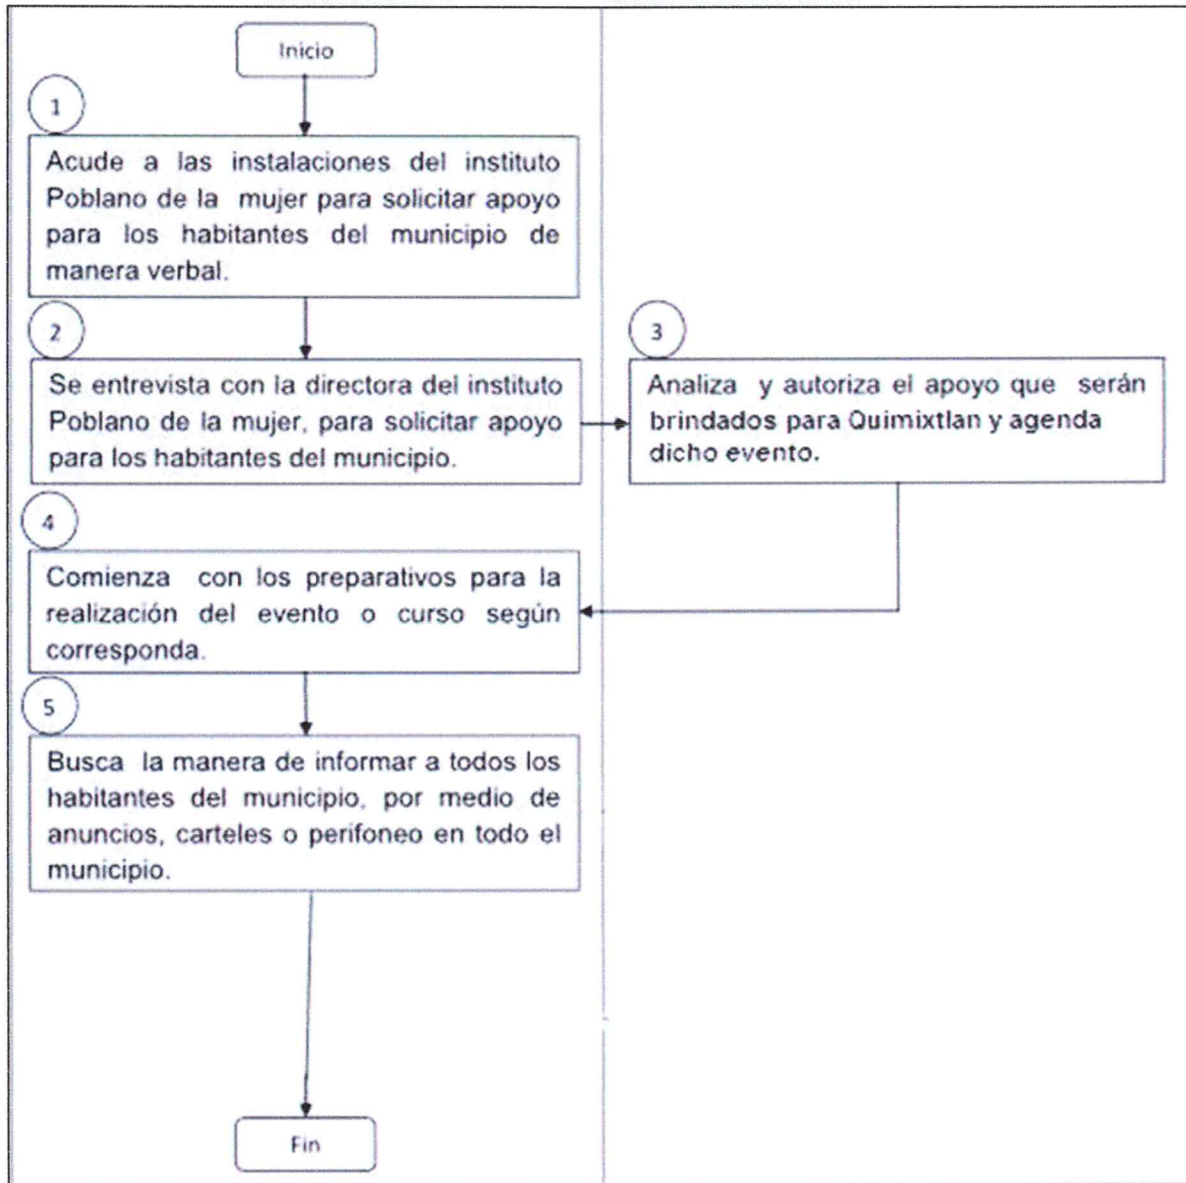 Inicio
1
Acude a las instalaciones del instituto
Poblano de la mujer para solicitar apoyo
para los habitantes del municipio de
manera verbal.
2
Se entrevista con la directora del instituto
Poblano de la mujer, para solicitar apoyo
para los habitantes del municipio.
3
Analiza y autoriza el apoyo que serán
brindados para Quimixtlan y agenda
dicho evento.
4
Comienza con los preparativos para la
realización del evento o curso según
corresponda.
5
Busca la manera de informar a todos los
habitantes del municipio, por medio de
anuncios, carteles o perifoneo en todo el
municipio.
Fin